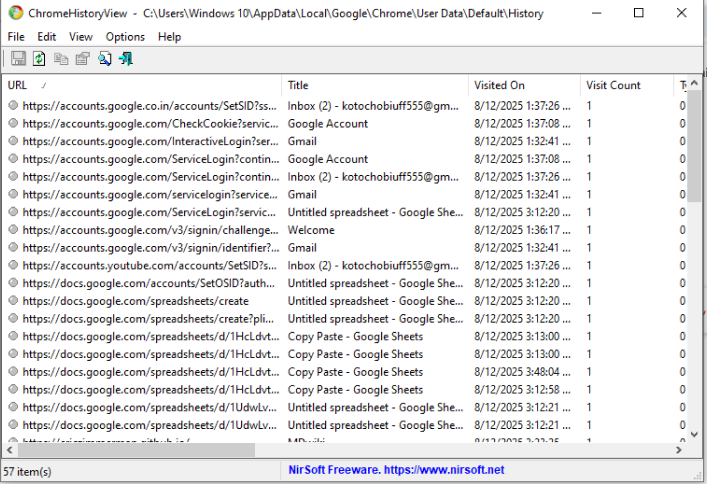 ChromeHistoryView - C:\Users\Windows 10\AppData\Local\Google\Chrome\User Data\Default\History
File Edit View Options Help
URL / Title Visited On Visit Count Ty
https://accounts.google.co.in/accounts/SetSID?ss... Inbox (2) - kotochobiuff555@gm... 8/12/2025 1:37:26 ... 1 0
https://accounts.google.com/CheckCookie?servic... Google Account 8/12/2025 1:37:08 ... 1 0
https://accounts.google.com/InteractiveLogin?ser... Gmail 8/12/2025 1:32:41 ... 1 0
https://accounts.google.com/ServiceLogin?contin... Google Account 8/12/2025 1:37:08 ... 1 0
https://accounts.google.com/ServiceLogin?contin... Inbox (2) - kotochobiuff555@gm... 8/12/2025 1:37:26 ... 1 0
https://accounts.google.com/servicelogin?service... Gmail 8/12/2025 1:32:41 ... 1 0
https://accounts.google.com/ServiceLogin?servic... Untitled spreadsheet - Google She... 8/12/2025 3:12:20 ... 1 0
https://accounts.google.com/v3/signin/challenge... Welcome 8/12/2025 1:36:17 ... 1 0
https://accounts.google.com/v3/signin/identifier?... Gmail 8/12/2025 1:32:41 ... 1 0
https://accounts.youtube.com/accounts/SetSID?s... Inbox (2) - kotochobiuff555@gm... 8/12/2025 1:37:26 ... 1 0
https://docs.google.com/accounts/SetOSID?auth... Untitled spreadsheet - Google She... 8/12/2025 3:12:20 ... 1 0
https://docs.google.com/spreadsheets/create Untitled spreadsheet - Google She... 8/12/2025 3:12:20 ... 1 0
https://docs.google.com/spreadsheets/create?pli... Untitled spreadsheet - Google She... 8/12/2025 3:12:20 ... 1 0
https://docs.google.com/spreadsheets/d/1HcLdvt... Copy Paste - Google Sheets 8/12/2025 3:13:00 ... 1 0
https://docs.google.com/spreadsheets/d/1HcLdvt... Copy Paste - Google Sheets 8/12/2025 3:13:00 ... 1 0
https://docs.google.com/spreadsheets/d/1HcLdvt... Copy Paste - Google Sheets 8/12/2025 3:48:04 ... 1 0
https://docs.google.com/spreadsheets/d/1HcLdvt... Copy Paste - Google Sheets 8/12/2025 3:12:58 ... 1 0
https://docs.google.com/spreadsheets/d/1UdwLv... Untitled spreadsheet - Google She... 8/12/2025 3:12:21 ... 1 0
https://docs.google.com/spreadsheets/d/1UdwLv... Untitled spreadsheet - Google She... 8/12/2025 3:12:21 ... 1 0
57 item(s) NirSoft Freeware. https://www.nirsoft.net